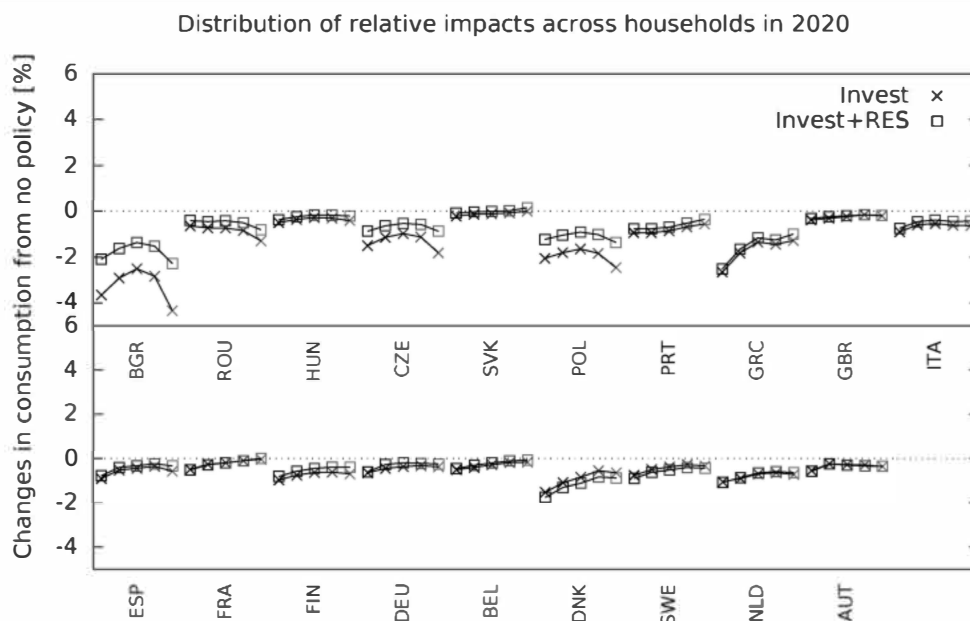 Distribution of relative impacts across households in 2020
Changes in consumption from no policy [%]
6
4
2
0
-2
-4
Invest
Invest+RES
BGR
ROU
HUN
CZE
SVK
POL
PRT
GRC
GBR
ITA
6
4
2
0
-2
-4
ESP
FRA
FIN
DEU
BEL
DNK
SWE
NLD
AUT